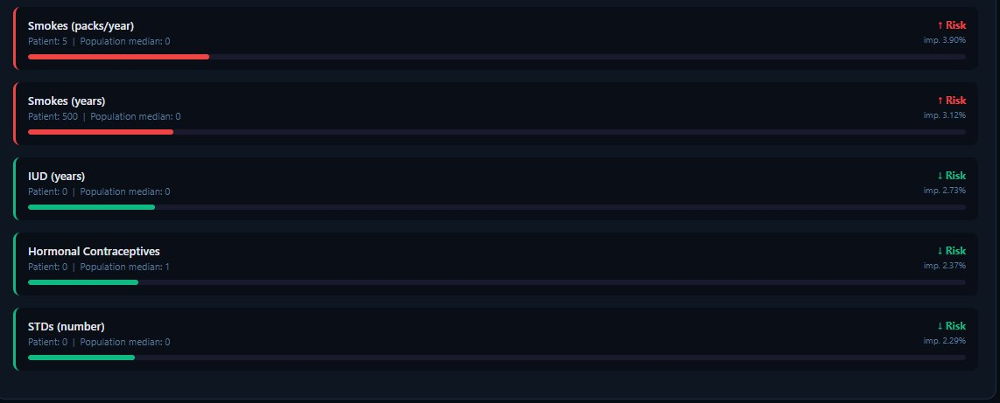 Smokes (packs/year)
↑ Risk
Patient: 5 | Population median: 0
imp. 3.90%
Smokes (years)
↑ Risk
Patient: 500 | Population median: 0
imp. 3.12%
IUD (years)
↓ Risk
Patient: 0 | Population median: 0
imp. 2.73%
Hormonal Contraceptives
↓ Risk
Patient: 0 | Population median: 1
imp. 2.37%
STDs (number)
↓ Risk
Patient: 0 | Population median: 0
imp. 2.29%